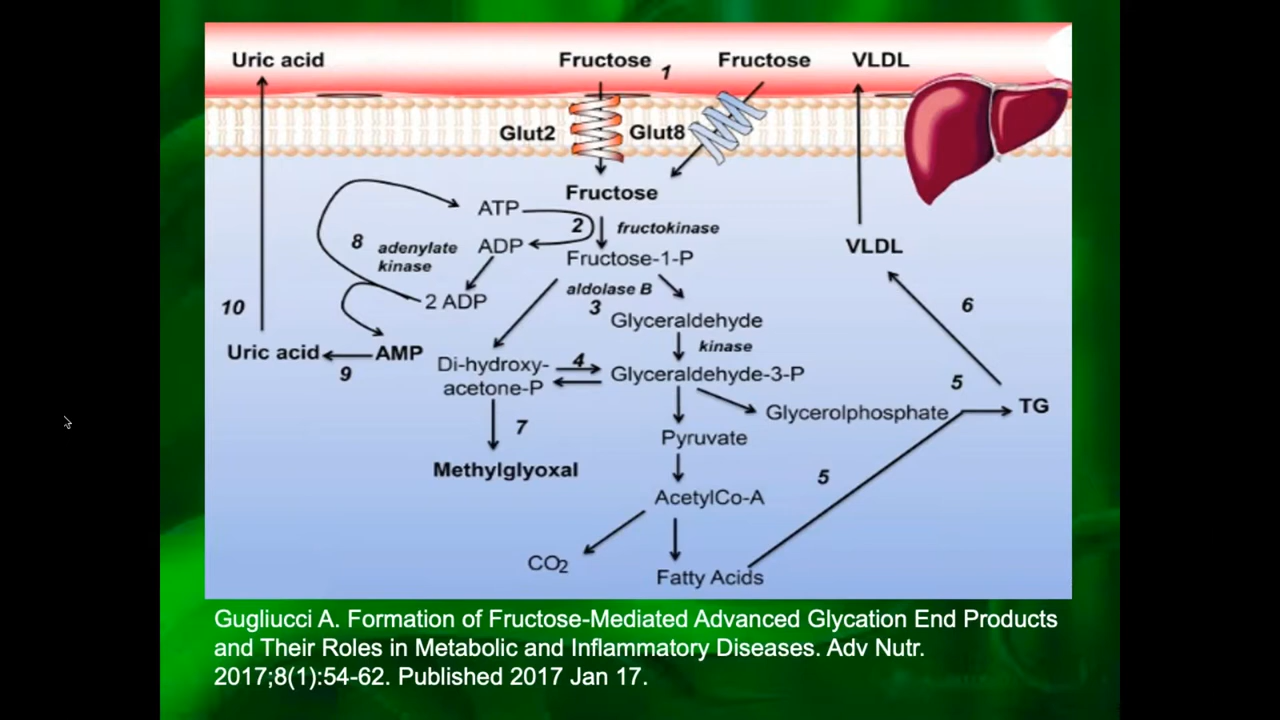 Uric acid
Fructose
1
Fructose
VLDL
Glut2
Glut8
Fructose
ATP
2
fructokinase
8
adenylate
kinase
ADP
VLDL
Fructose-1-P
aldolase B
3
10
2 ADP
6
Glyceraldehyde
kinase
Uric acid
9
AMP
Di-hydroxy-
acetone-P
4
Glyceraldehyde-3-P
5
Glycerolphosphate
TG
7
Pyruvate
Methylglyoxal
5
AcetylCo-A
CO2
Fatty Acids
Gugliucci A. Formation of Fructose-Mediated Advanced Glycation End Products
and Their Roles in Metabolic and Inflammatory Diseases. Adv Nutr.
2017;8(1):54-62. Published 2017 Jan 17.